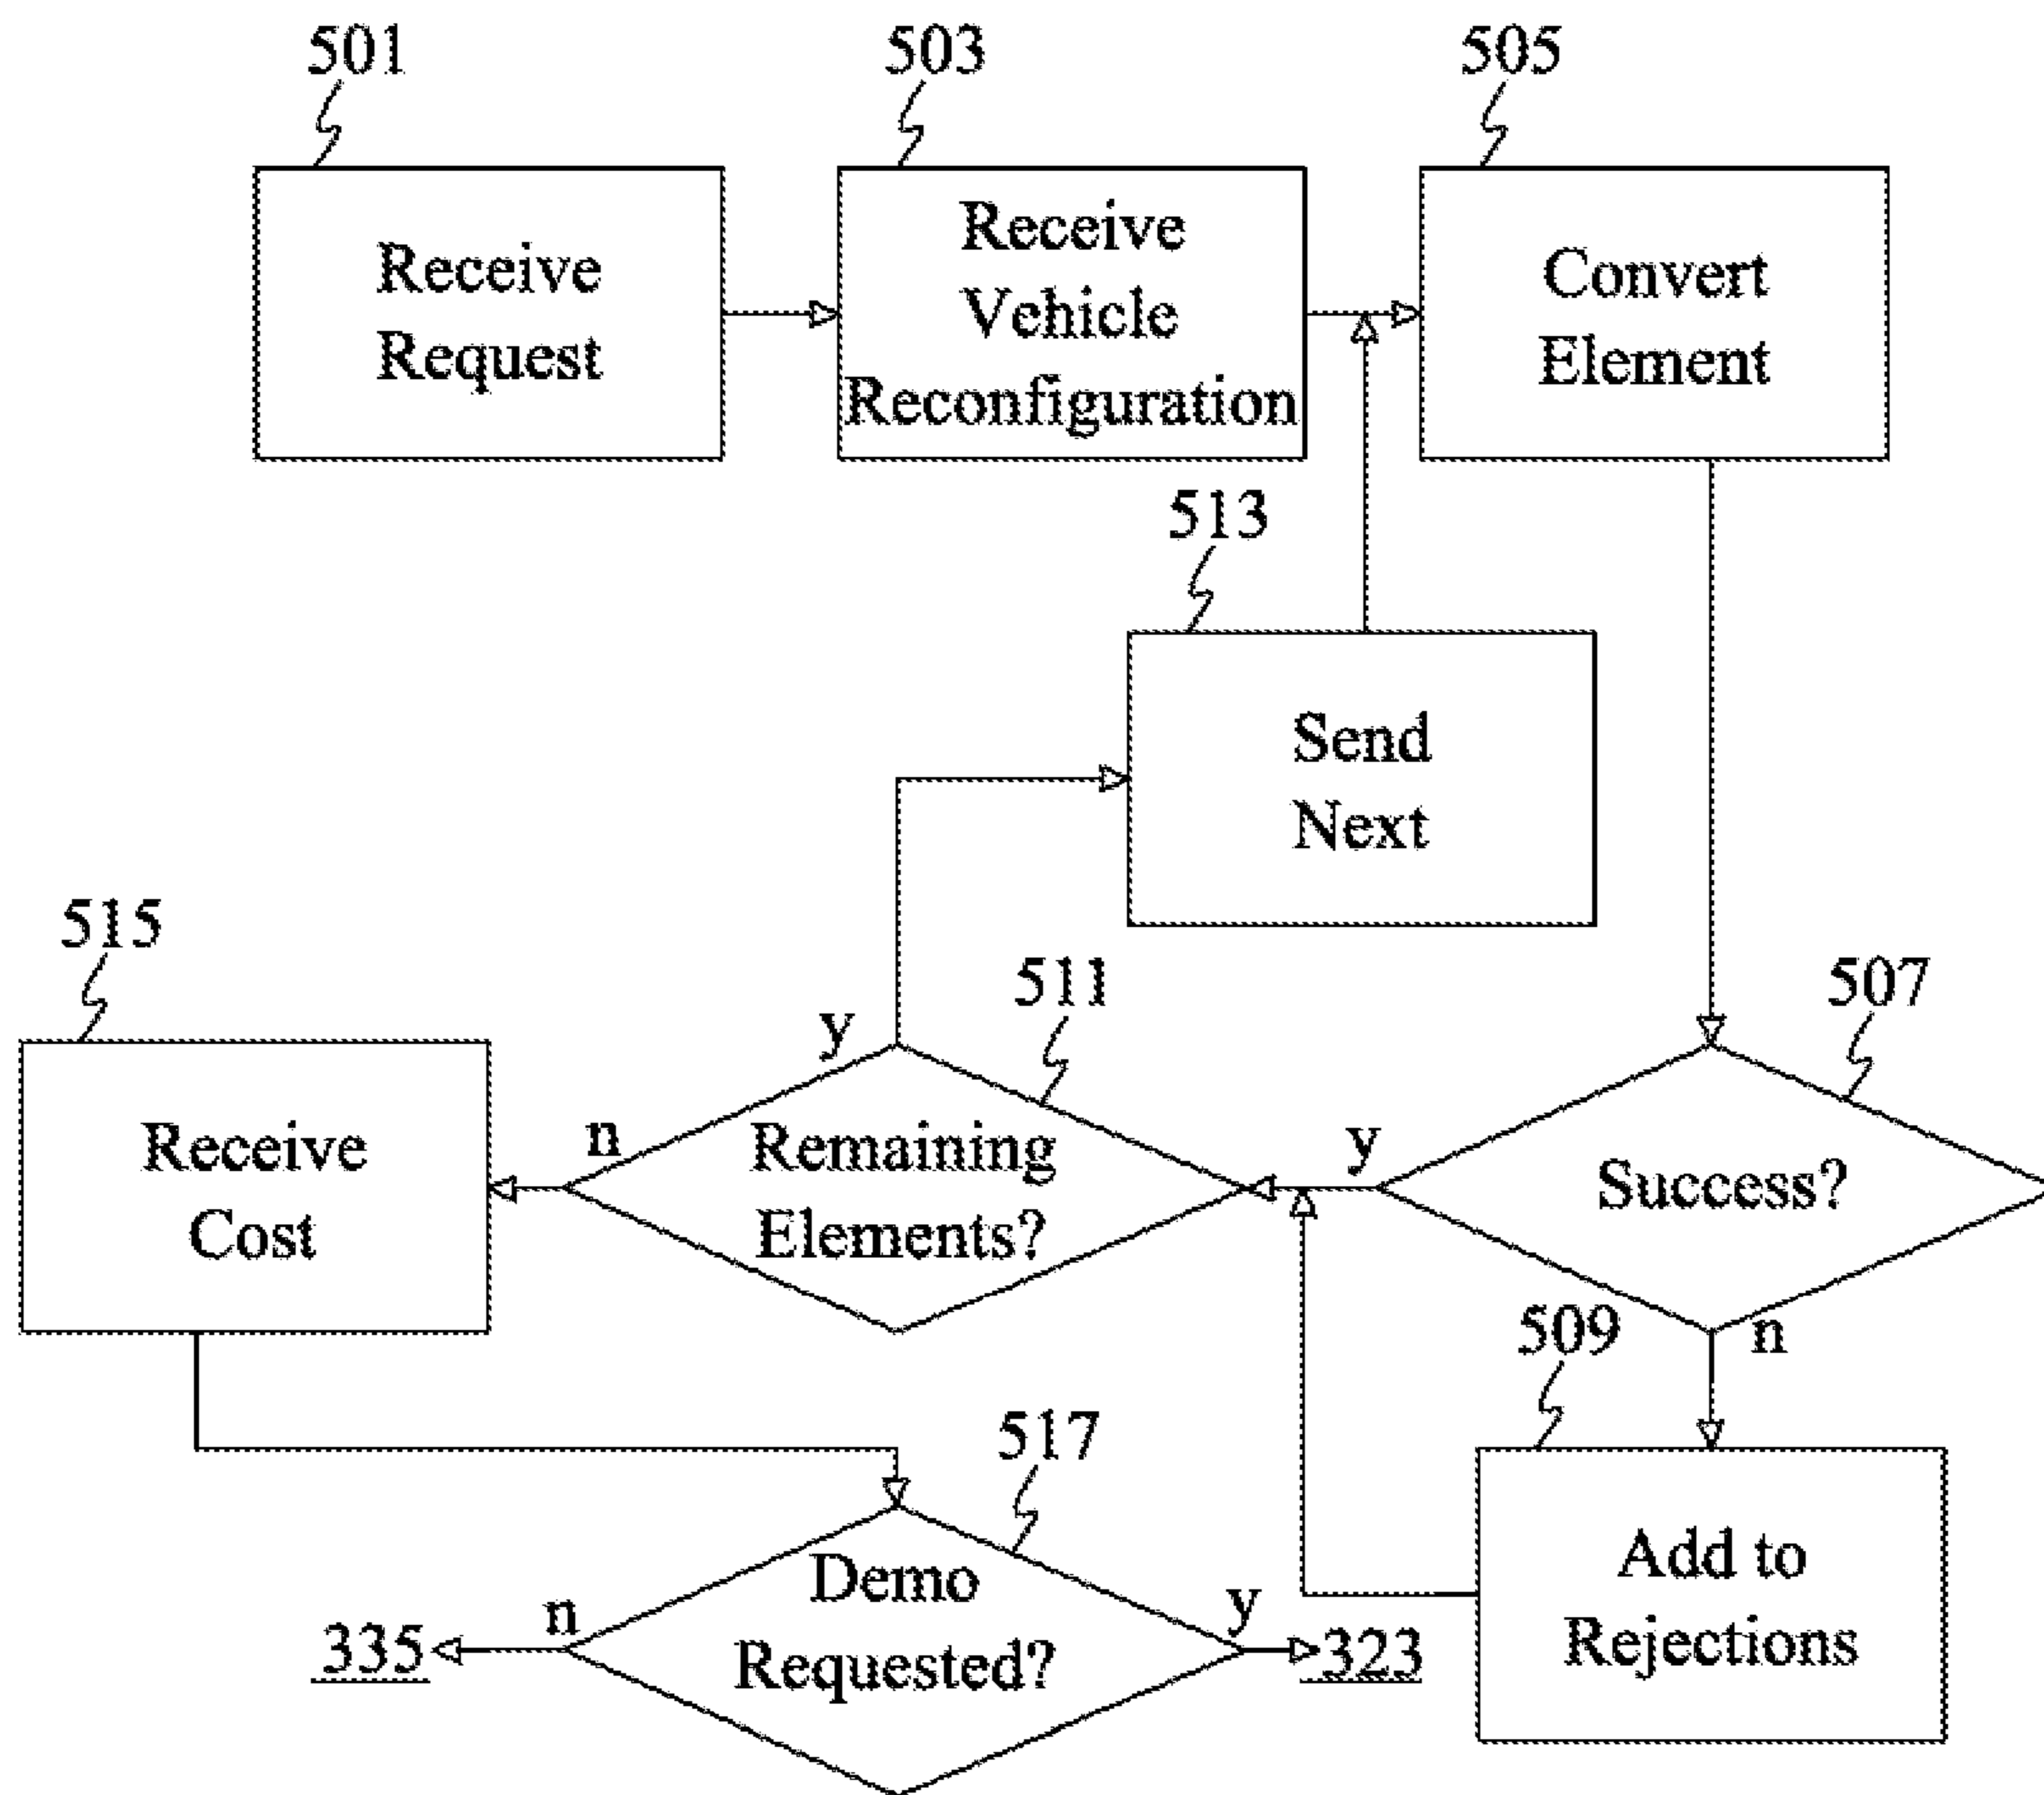 501
503
505
Receive
Request
Receive
Vehicle
Reconfiguration
Convert
Element
513
Send
Next
515
511
507
y
Receive
Cost
n
Remaining
Elements?
y
Success?
n
509
517
Add to
Rejections
Demo
Requested?
n
335
y
323